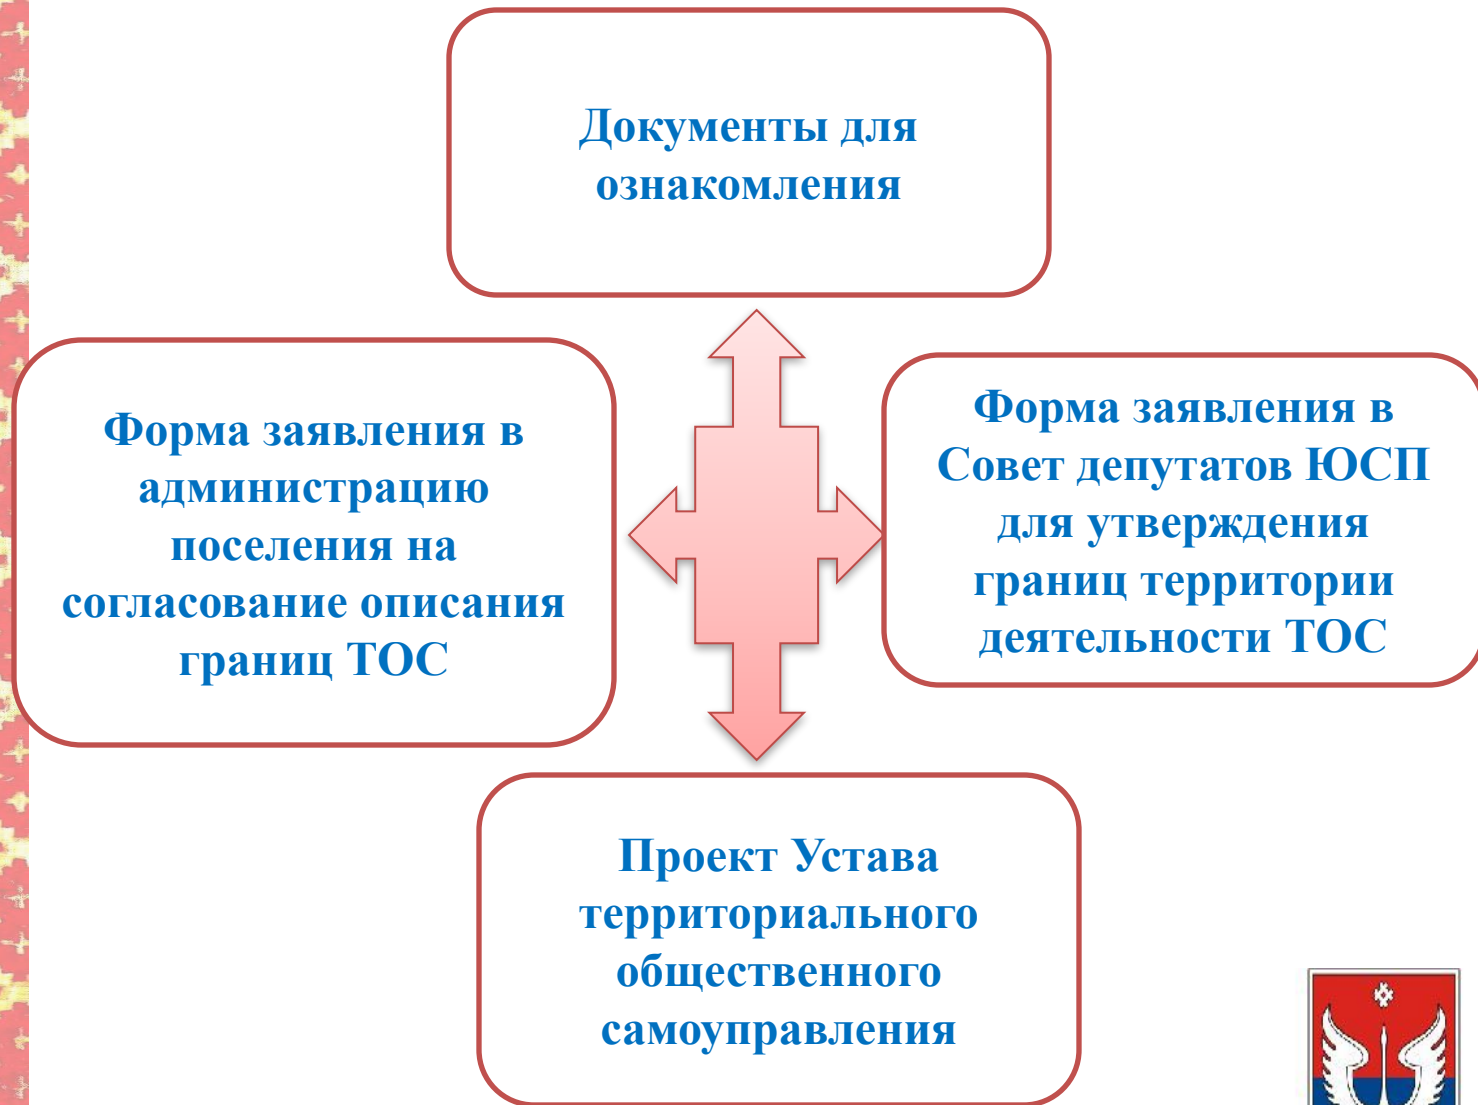 Документы для
ознакомления
Форма заявления в
администрацию
поселения на
согласование описания
границ ТОС
Форма заявления в
Совет депутатов ЮСП
для утверждения
границ территории
деятельности ТОС
Проект Устава
территориального
общественного
самоуправления